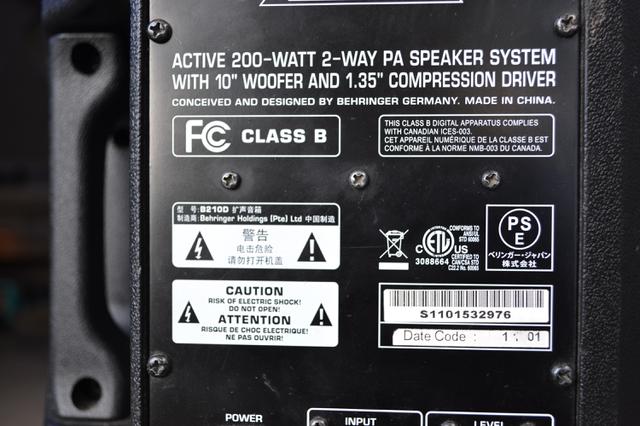 ACTIVE 200-WATT 2-WAY PA SPEAKER SYSTEM
WITH 10" WOOFER AND 1.35" COMPRESSION DRIVER
CONCEIVED AND DESIGNED BY BEHRINGER GERMANY. MADE IN CHINA.
FC CLASS B
THIS CLASS B DIGITAL APPARATUS COMPLIES
WITH CANADIAN ICES-003.
CET APPAREIL NUMÉRIQUE DE LA CLASSE B EST
CONFORME À LA NORME NMB-003 DU CANADA.
型号: B210D 扩声音箱
制造商: Behringer Holdings (Pte) Ltd 中国制造
警告
电击危险
请勿打开机盖
C ETL US
3088664
CONFORMS TO
ANSI/UL
STD 60065
CERTIFIED TO
CAN/CSA STD
C22.2 No. 60065
PS
E
ベリンガー・ジャパン
株式会社
CAUTION
RISK OF ELECTRIC SHOCK!
DO NOT OPEN!
ATTENTION
RISQUE DE CHOC ELECTRIQUE!
NE PAS OUVRIR!
S1101532976
Date Code : 11 01
POWER
INPUT
LEVEL